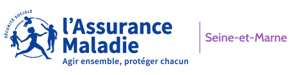 SÉCURITÉ SOCIALE
l'Assurance
Maladie
Agir ensemble, protéger chacun
Seine-et-Marne